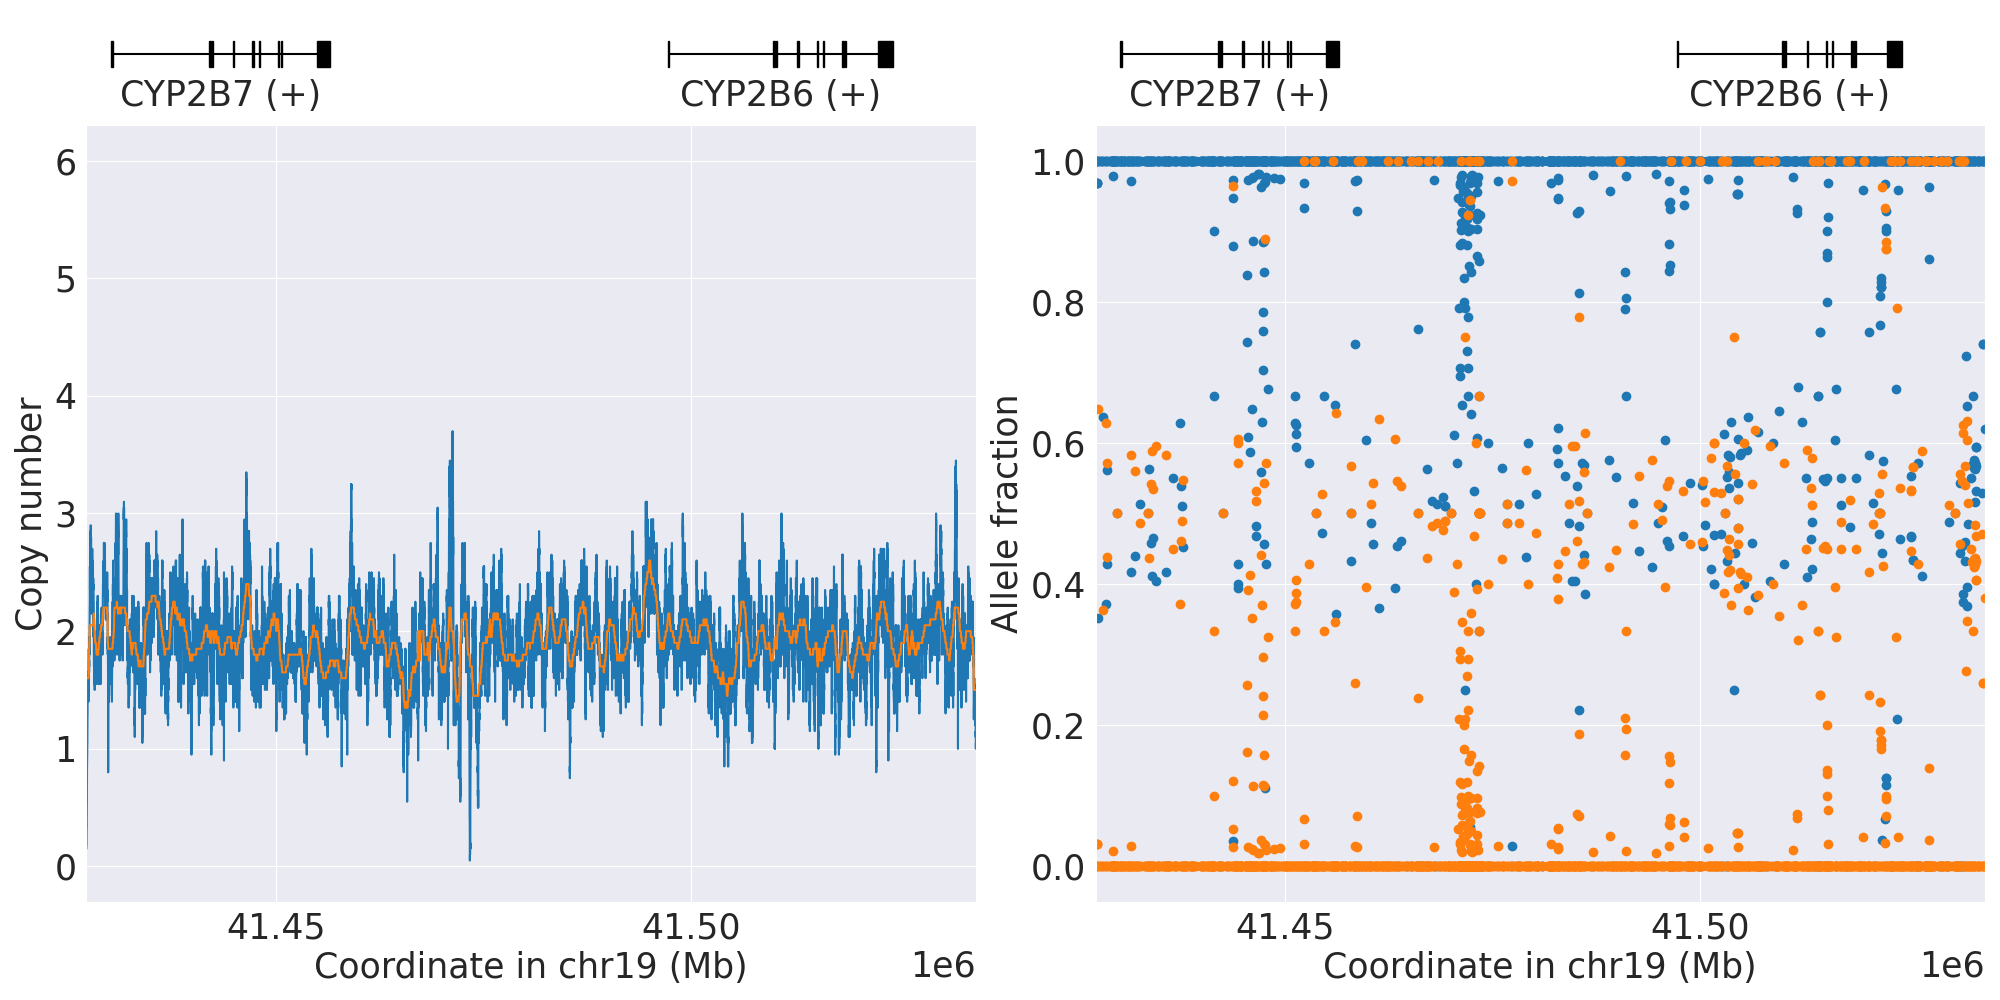 CYP2B7 (+)
CYP2B6 (+)
CYP2B7 (+)
CYP2B6 (+)
6
5
4
3
2
1
0
Copy number
41.45
41.50
Coordinate in chr19 (Mb)
1e6
1.0
0.8
0.6
0.4
0.2
0.0
Allele fraction
41.45
41.50
Coordinate in chr19 (Mb)
1e6